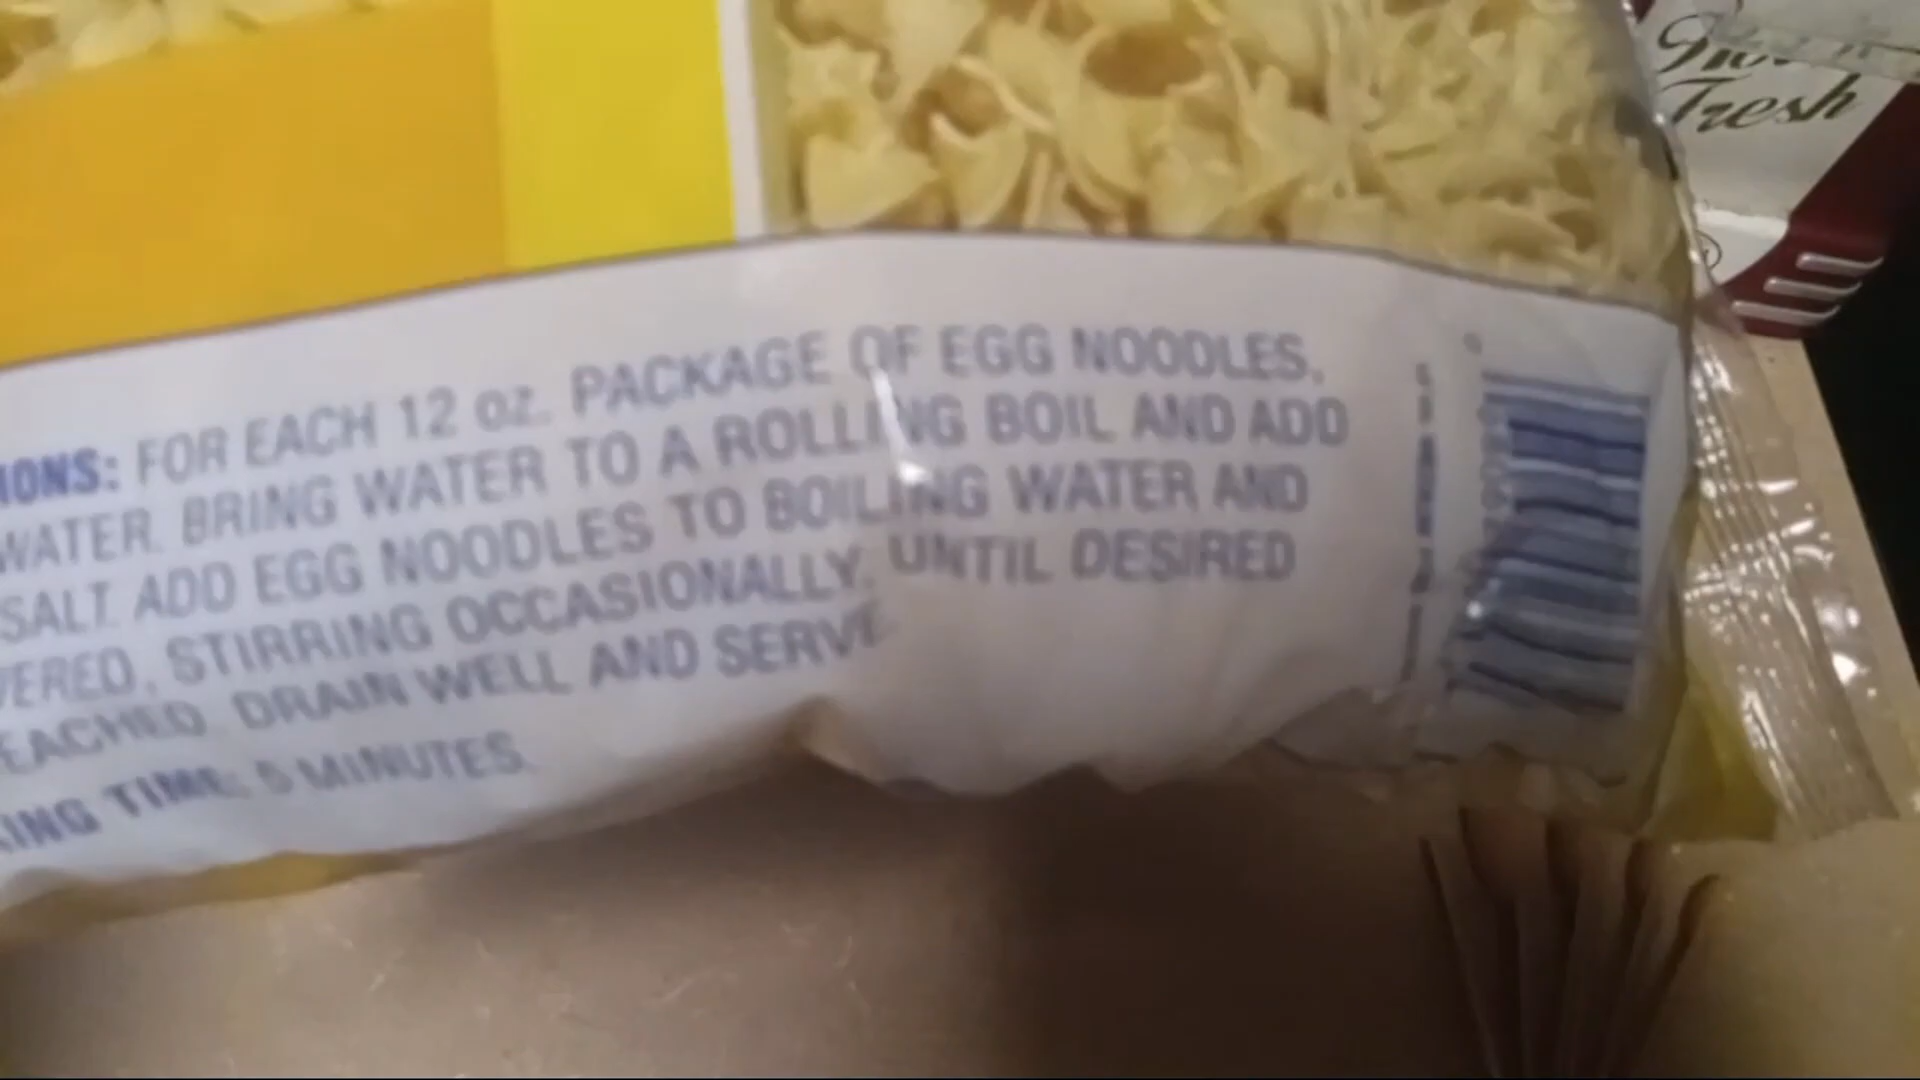 IONS: FOR EACH 12 oz. PACKAGE OF EGG NOODLES,
WATER. BRING WATER TO A ROLLING BOIL AND ADD
SALT. ADD EGG NOODLES TO BOILING WATER AND
VERED, STIRRING OCCASIONALLY, UNTIL DESIRED
EACHED. DRAIN WELL AND SERVE
KING TIME: 5 MINUTES.
Fresh